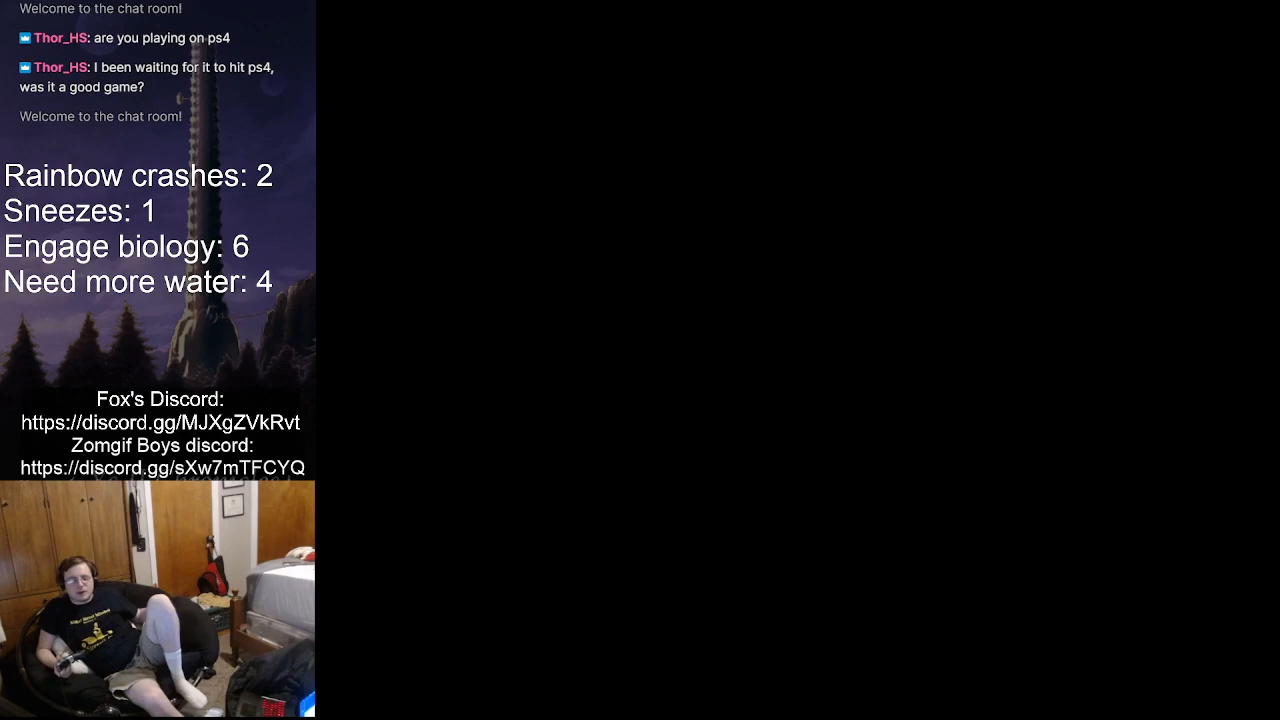 Welcome to the chat room!
Thor_HS: are you playing on ps4
Thor_HS: I been waiting for it to hit ps4,
was it a good game?
Welcome to the chat room!
Rainbow crashes: 2
Sneezes: 1
Engage biology: 6
Need more water: 4
Fox's Discord:
https://discord.gg/MJXgZVkRvt
Zomgif Boys discord:
https://discord.gg/sXw7mTFCYQ